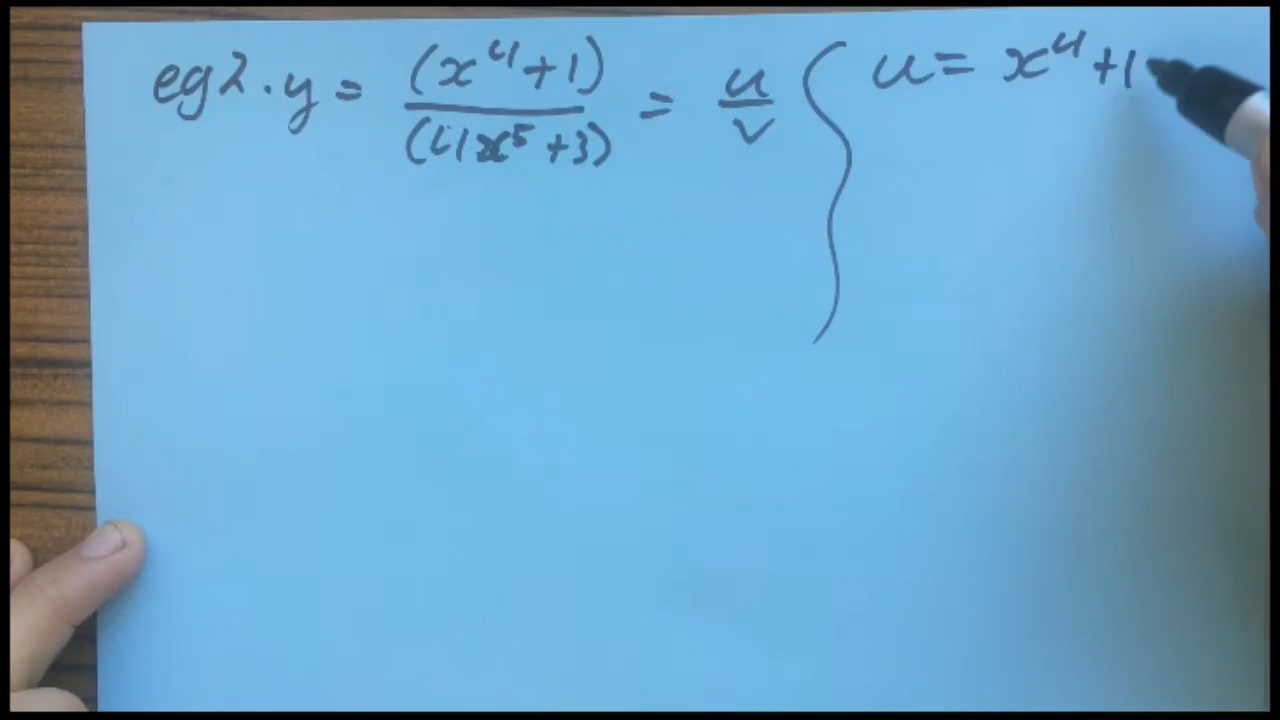 eg2. y = (x⁴+1) / (4x⁵+3) = u/v { u = x⁴+1